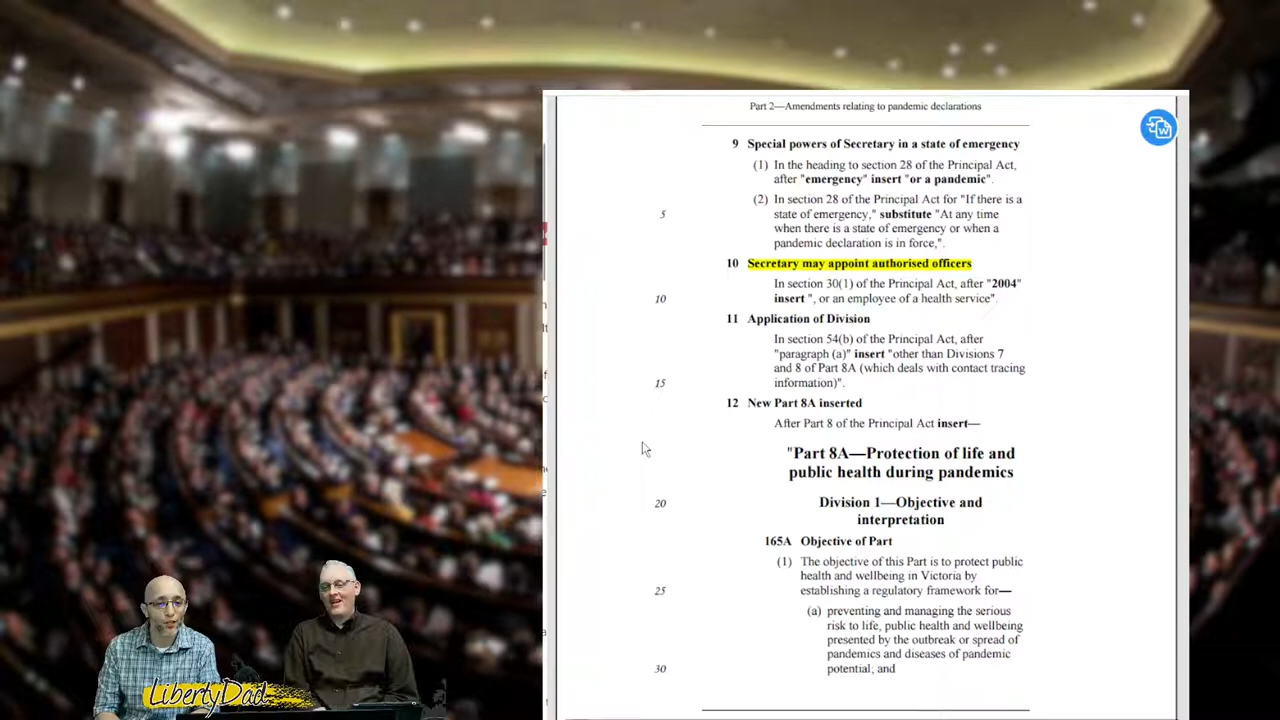 Part 2—Amendments relating to pandemic declarations
9 Special powers of Secretary in a state of emergency
(1) In the heading to section 28 of the Principal Act,
after "emergency" insert "or a pandemic".
(2) In section 28 of the Principal Act for "If there is a
5 state of emergency," substitute "At any time
when there is a state of emergency or when a
pandemic declaration is in force,".
10 Secretary may appoint authorised officers
In section 30(1) of the Principal Act, after "2004"
10 insert ", or an employee of a health service".
11 Application of Division
In section 54(b) of the Principal Act, after
"paragraph (a)" insert "other than Divisions 7
and 8 of Part 8A (which deals with contact tracing
15 information)".
12 New Part 8A inserted
After Part 8 of the Principal Act insert—
"Part 8A—Protection of life and
public health during pandemics
20 Division 1—Objective and
interpretation
165A Objective of Part
(1) The objective of this Part is to protect public
health and wellbeing in Victoria by
25 establishing a regulatory framework for—
(a) preventing and managing the serious
risk to life, public health and wellbeing
presented by the outbreak or spread of
pandemics and diseases of pandemic
30 potential; and
LibertyDad